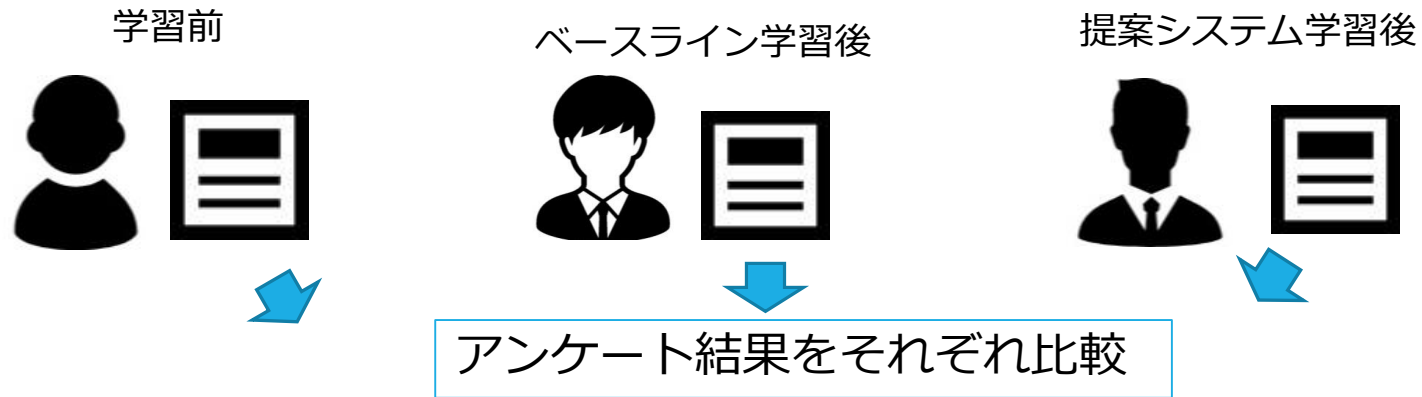 学習前
ベースライン学習後
提案システム学習後
アンケート結果をそれぞれ比較